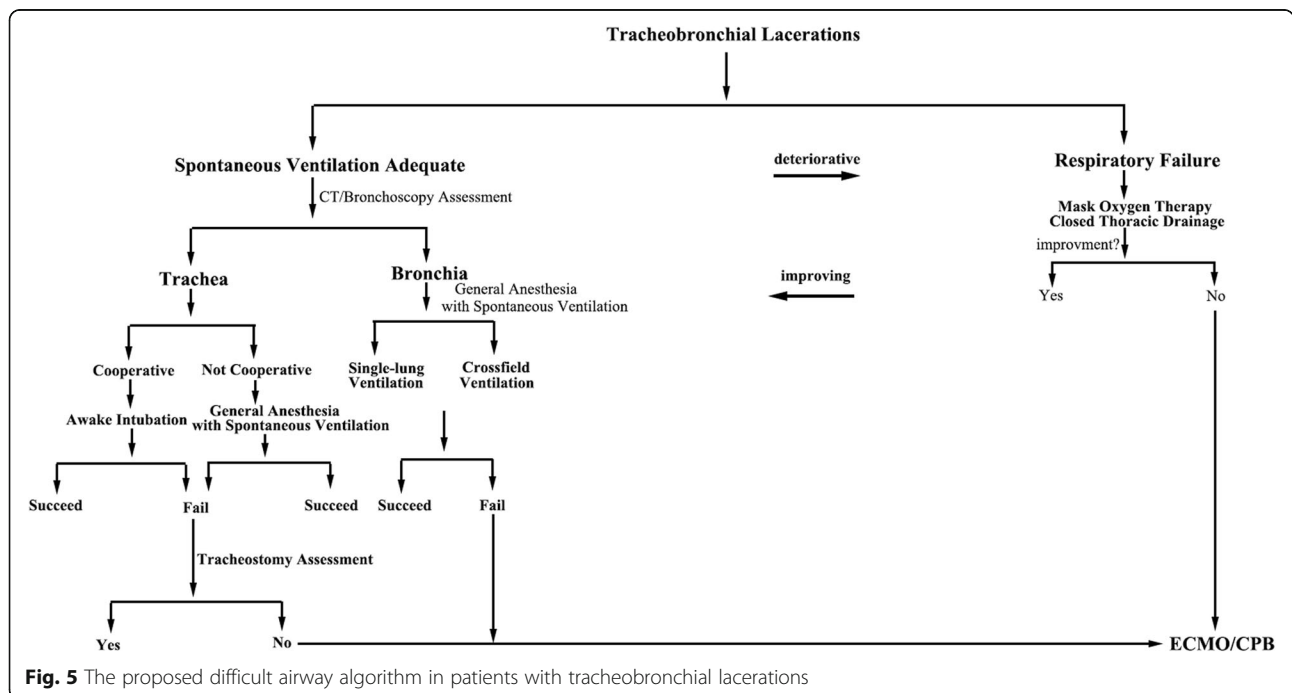 Tracheobronchial Lacerations
Spontaneous Ventilation Adequate
deteriorative
Respiratory Failure
CT/Bronchoscopy Assessment
Mask Oxygen Therapy
Closed Thoracic Drainage
improvment?
Trachea
Bronchia
improving
General Anesthesia
with Spontaneous Ventilation
Yes
No
Cooperative
Not Cooperative
Single-lung
Ventilation
Crossfield
Ventilation
Awake Intubation
General Anesthesia
with Spontaneous Ventilation
Succeed
Fail
Succeed
Succeed
Fail
Tracheostomy Assessment
Yes
No
ECMO/CPB
Fig. 5 The proposed difficult airway algorithm in patients with tracheobronchial lacerations